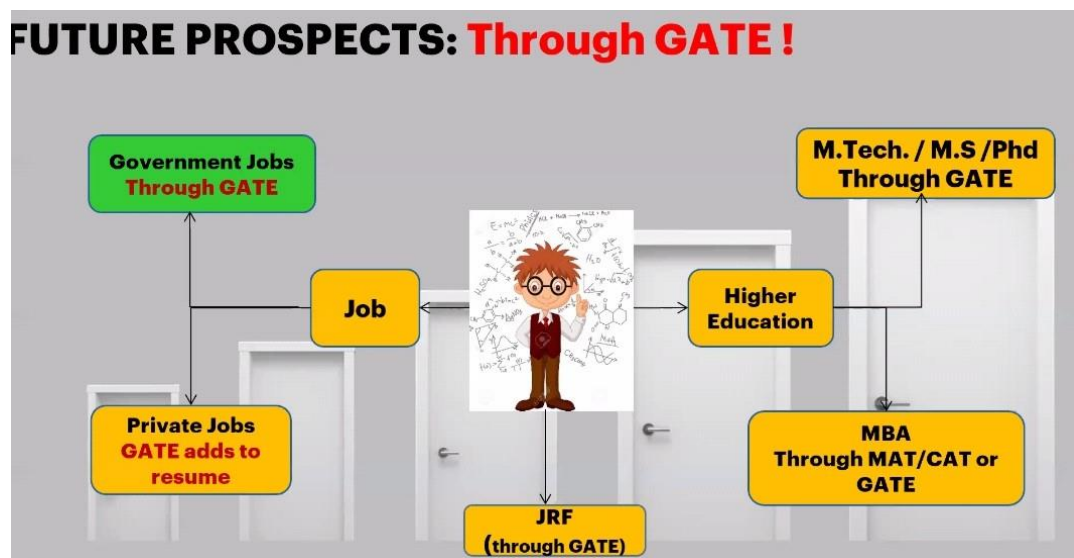 FUTURE PROSPECTS: Through GATE !
Government Jobs
Through GATE
M.Tech. / M.S /Phd
Through GATE
Job
Higher
Education
Private Jobs
GATE adds to
resume
MBA
Through MAT/CAT or
GATE
JRF
(through GATE)